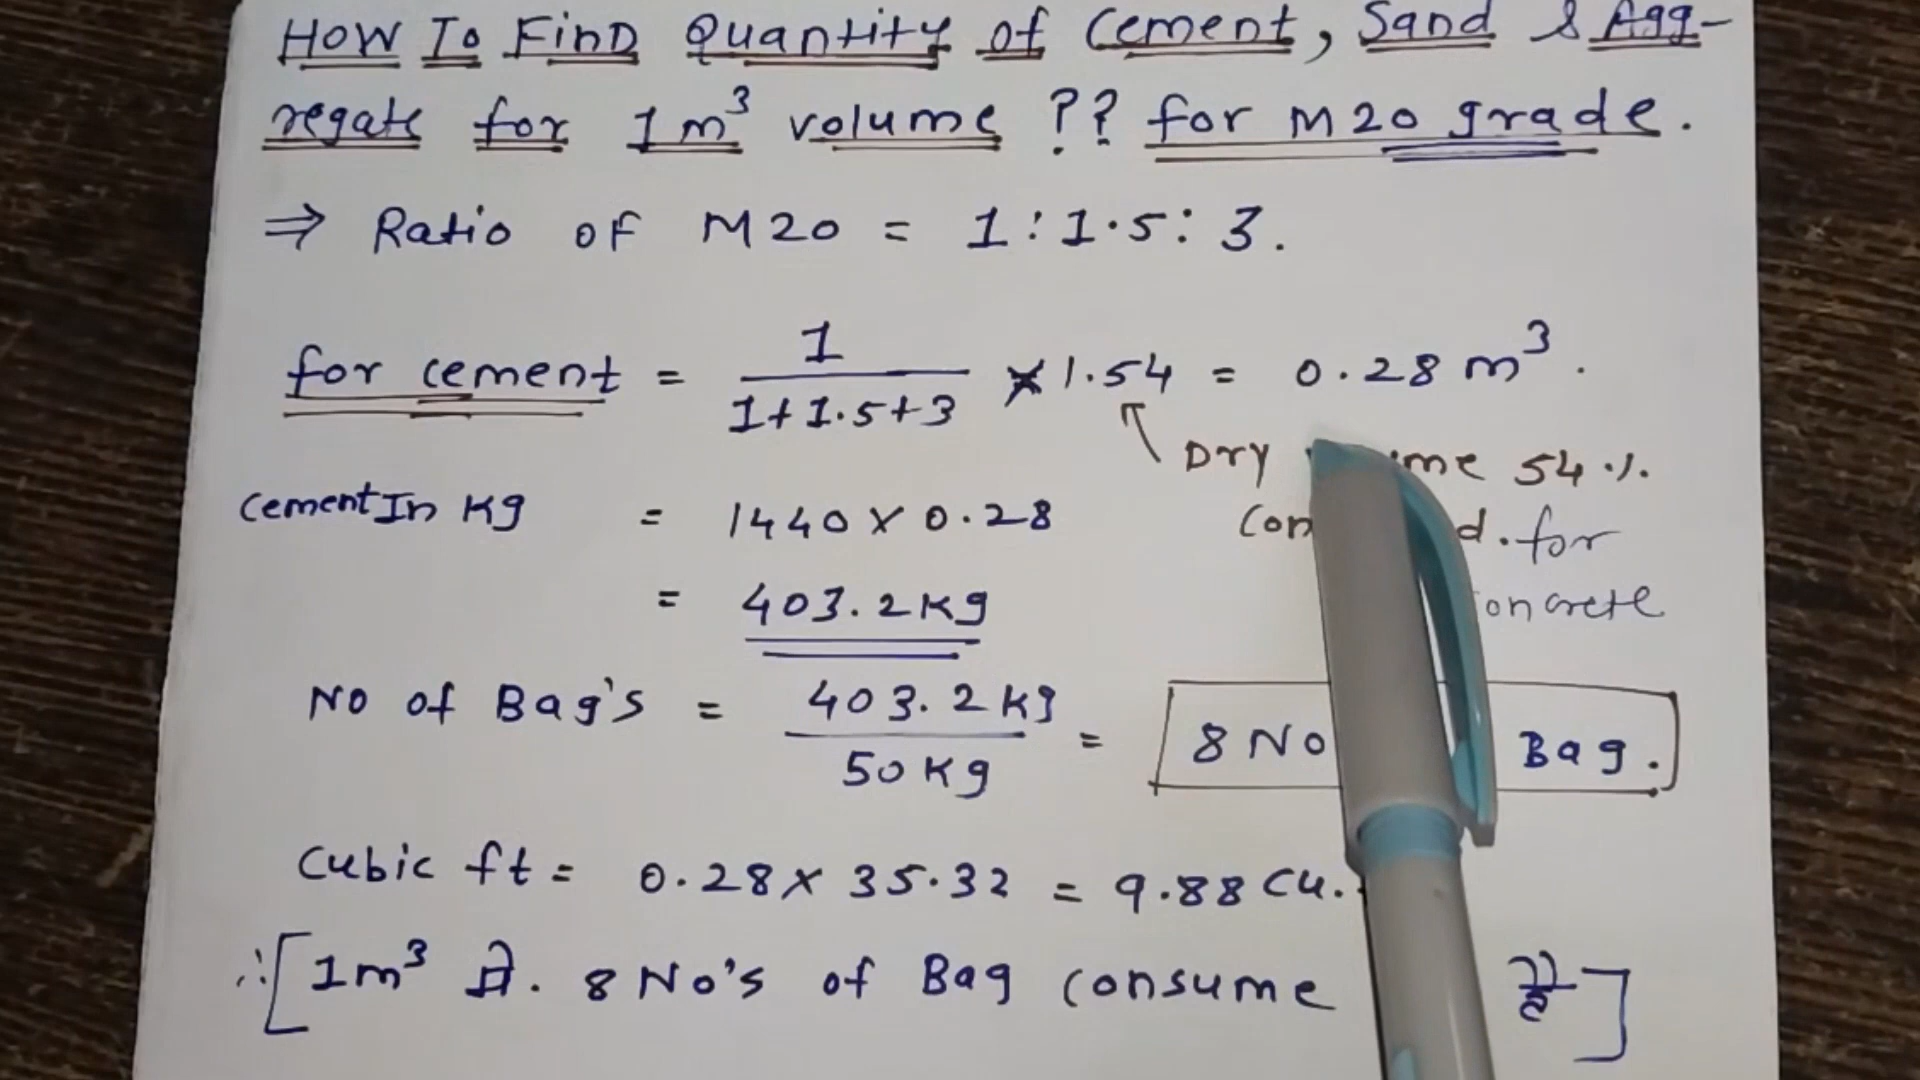 How To Find Quantity of Cement, Sand & Agg-
regate for 1m³ volume ?? for M20 grade.
⇒ Ratio of M20 = 1:1.5:3.
for cement = 1 / 1+1.5+3 × 1.54 = 0.28 m³.
Dry 54%.
Cement In Kg = 1440 × 0.28
for
= 403.2 Kg
No of Bag's = 403.2 Kg / 50 Kg = 8 No Bag.
Cubic ft = 0.28 × 35.32 = 9.88 Cu.
∴ [1m³ में. 8 No's of Bag consume है]